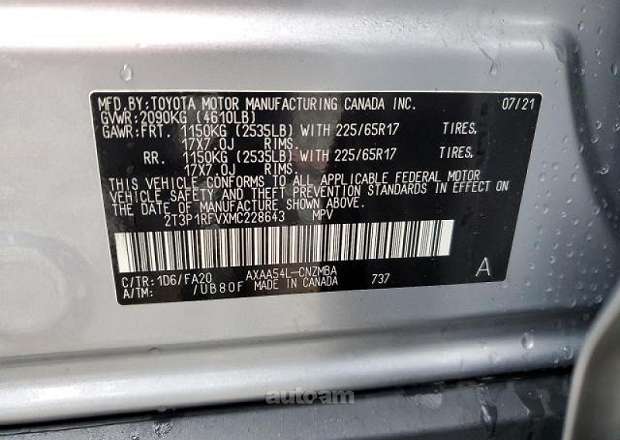 MFD.BY:TOYOTA MOTOR MANUFACTURING CANADA INC. 07/21
GVWR:2090KG (4610LB)
GAWR:FRT. 1150KG (2535LB) WITH 225/65R17 TIRES.
17X7.0J RIMS.
RR. 1150KG (2535LB) WITH 225/65R17 TIRES.
17X7.0J RIMS.
THIS VEHICLE CONFORMS TO ALL APPLICABLE FEDERAL MOTOR
VEHICLE SAFETY AND THEFT PREVENTION STANDARDS IN EFFECT ON
THE DATE OF MANUFACTURE SHOWN ABOVE.
2T3P1RFVXMC228643 MPV
C/TR:1D6/FA20 AXAA54L-CNZMBA 737 A
A/TM: /UB80F MADE IN CANADA
auto.am